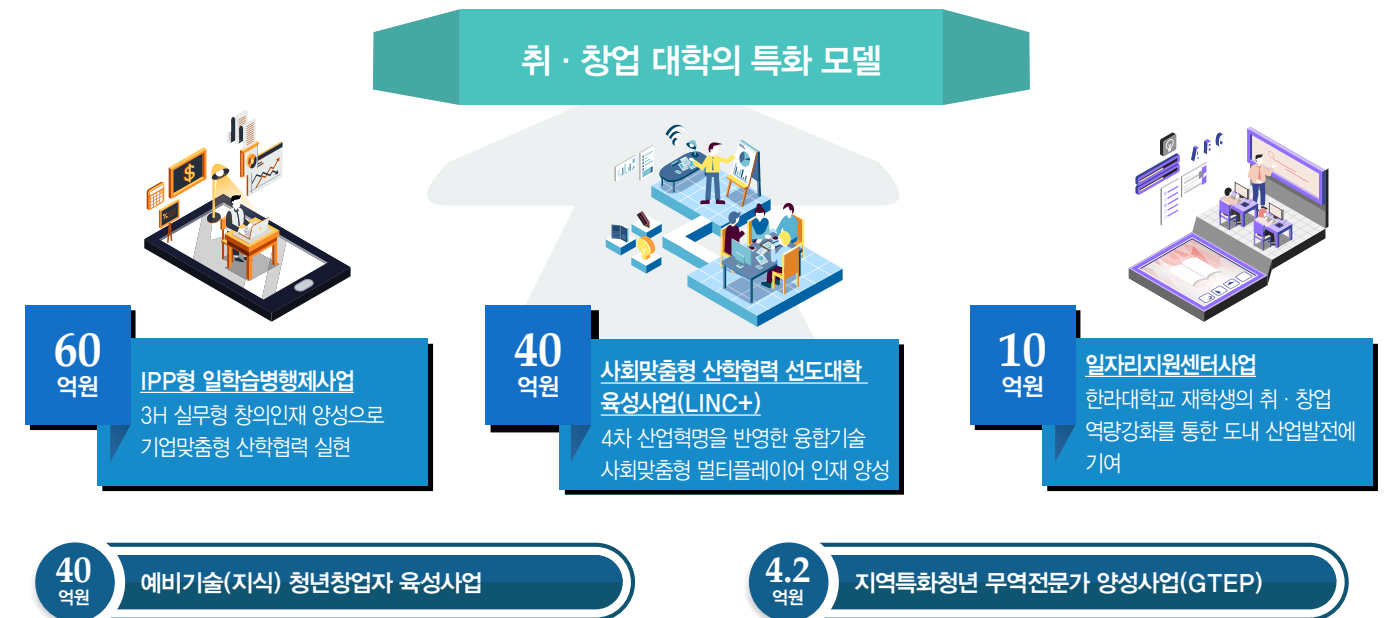 취 · 창업 대학의 특화 모델
60
억원
IPP형 일학습병행제사업
3H 실무형 창의인재 양성으로
기업맞춤형 산학협력 실현
40
억원
사회맞춤형 산학협력 선도대학
육성사업(LINC+)
4차 산업혁명을 반영한 융합기술
사회맞춤형 멀티플레이어 인재 양성
A B C
10
억원
일자리지원센터사업
한라대학교 재학생의 취 · 창업
역량강화를 통한 도내 산업발전에
기여
40
억원
예비기술(지식) 청년창업자 육성사업
4.2
억원
지역특화청년 무역전문가 양성사업(GTEP)